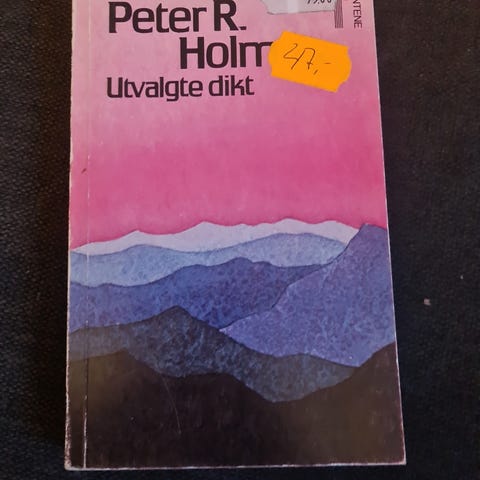 Peter R.
Holm
Utvalgte dikt
47,-